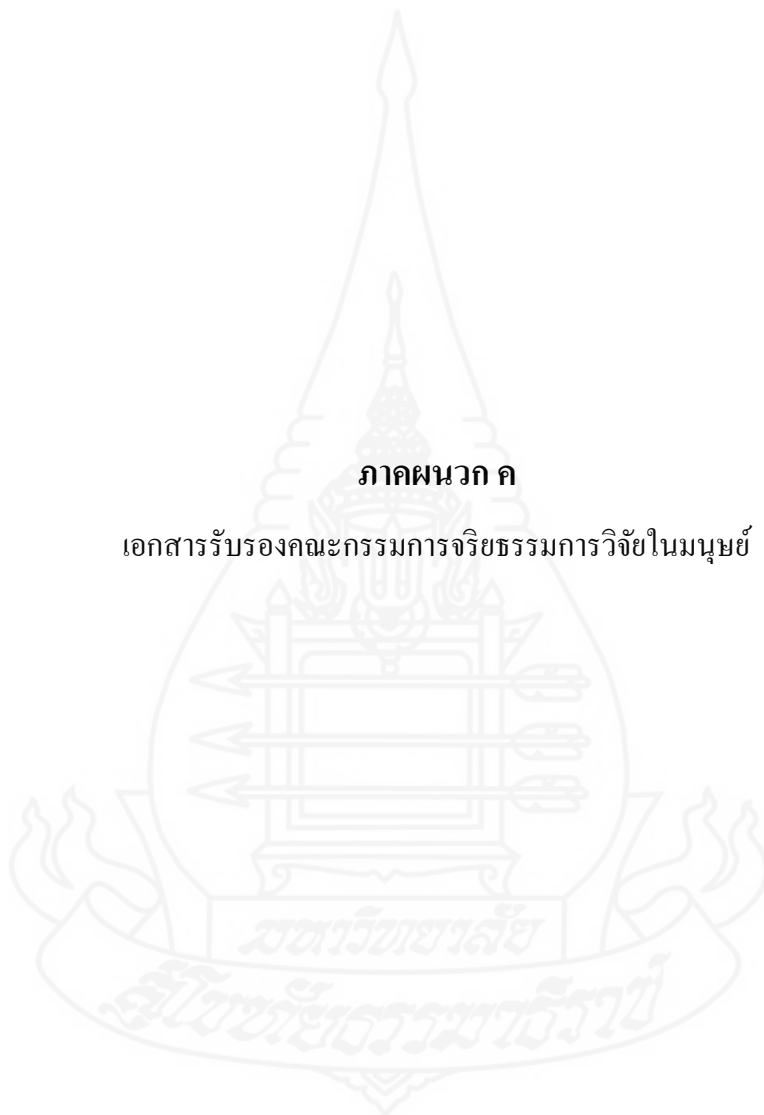 ภาคผนวก ค
เอกสารรับรองคณะกรรมการจริยธรรมการวิจัยในมนุษย์
มหาวิทยาลัย
สุโขทัยธรรมาธิราช